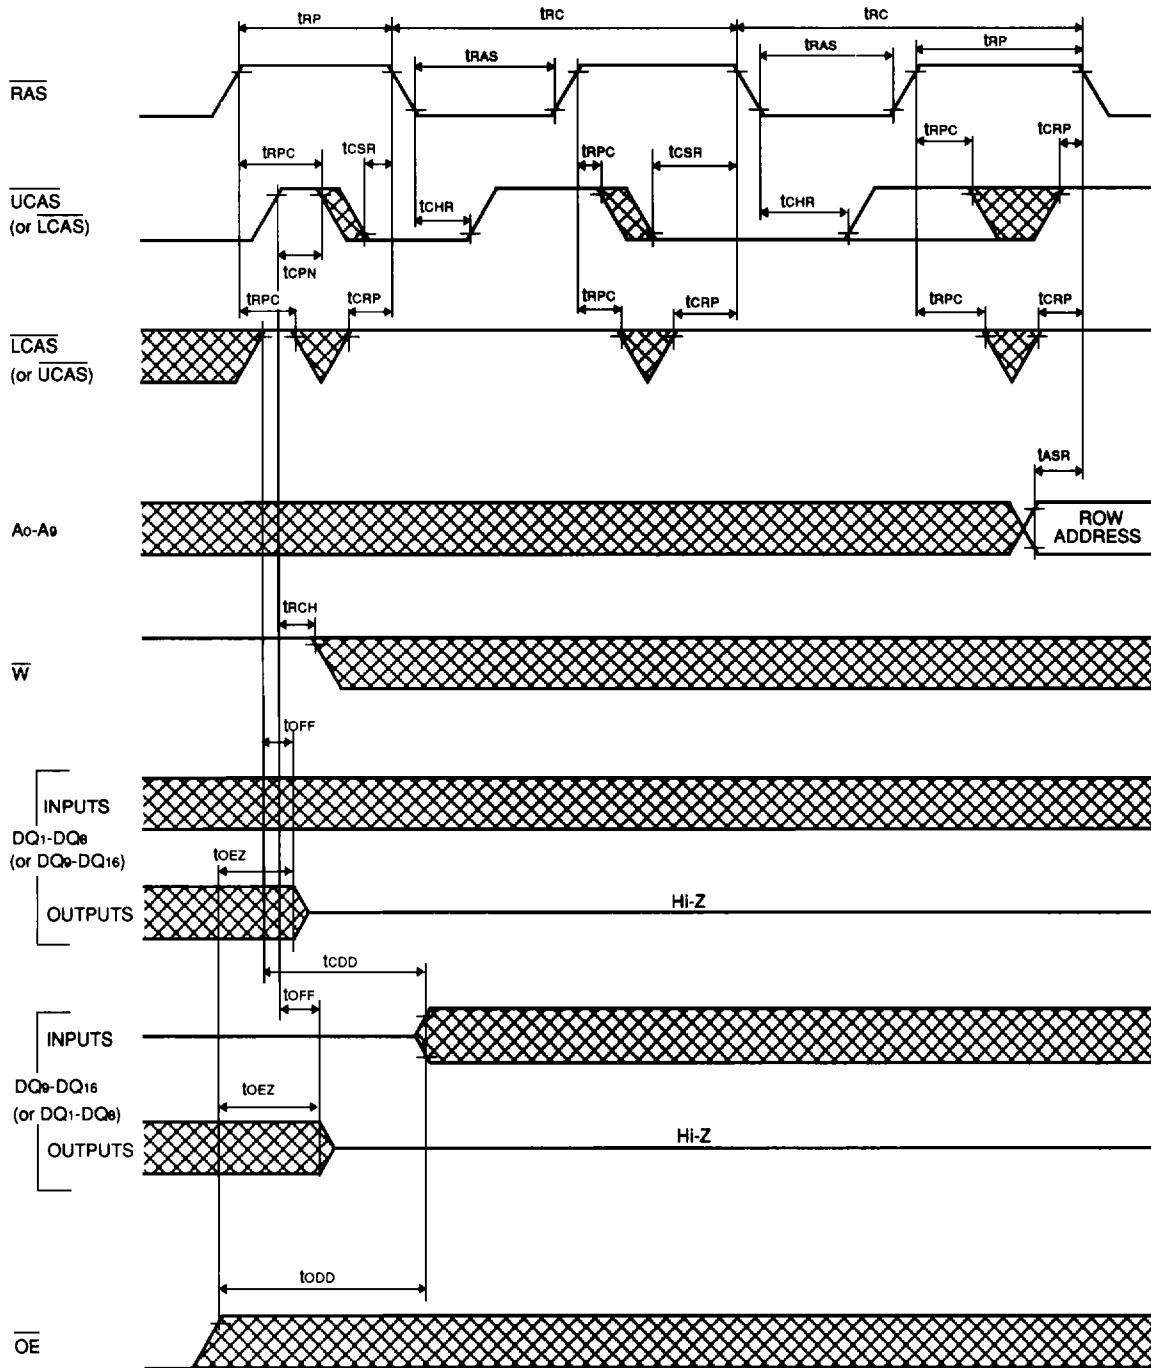 tRP tRC tRC
tRAS tRAS tRP
RAS
tRPC tCSR tRPC tCSR tRPC tCRP
UCAS
(or LCAS)
tCHR tCHR
tCPN
tRPC tCRP tRPC tCRP tRPC tCRP
LCAS
(or UCAS)
tASR
A0-A9
ROW
ADDRESS
tRCH
W
tOFF
INPUTS
DQ1-DQ8
(or DQ9-DQ16)
tOEZ
OUTPUTS
Hi-Z
tCDD
tOFF
INPUTS
DQ9-DQ16
(or DQ1-DQ8)
tOEZ
OUTPUTS
Hi-Z
tODD
OE